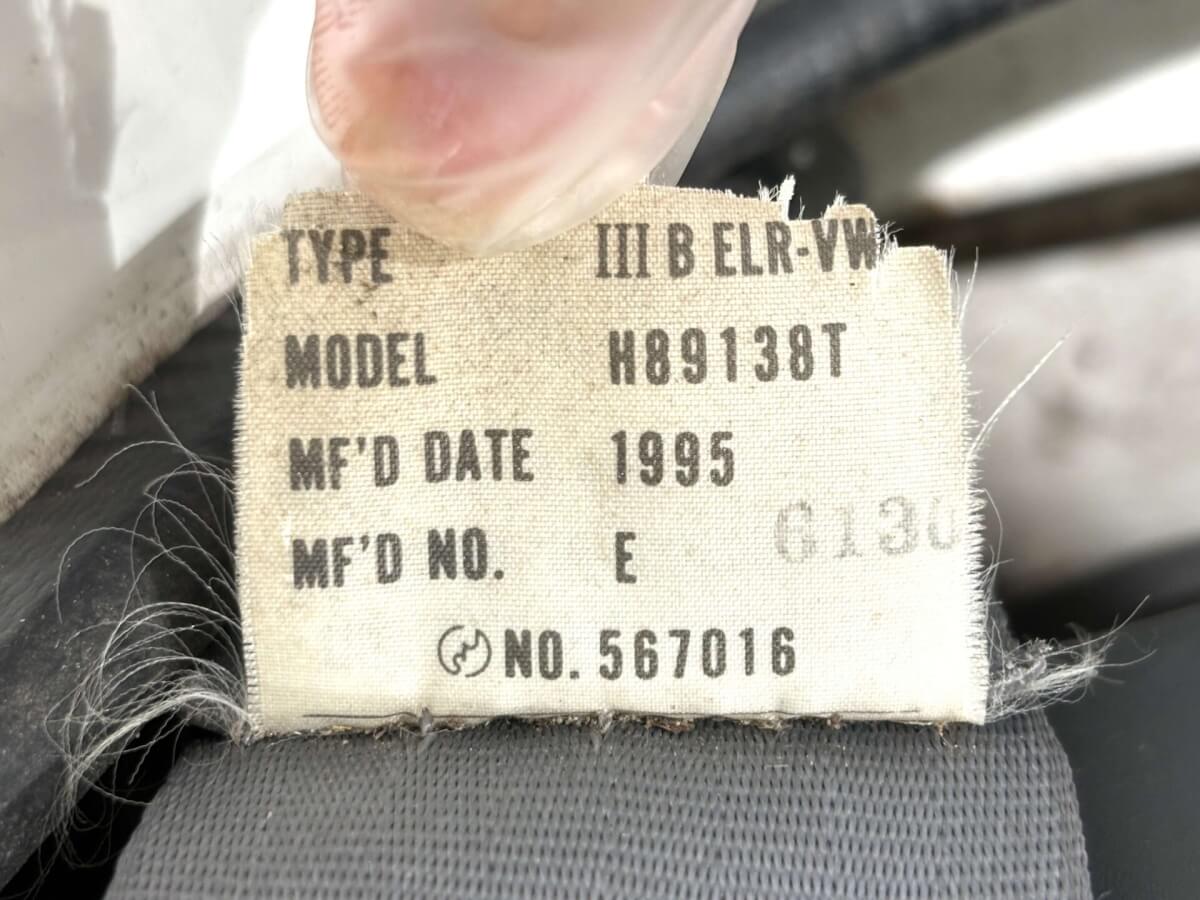 TYPE III B ELR-VW
MODEL H89138T
MF'D DATE 1995
MF'D NO. E 6130
NO. 567016